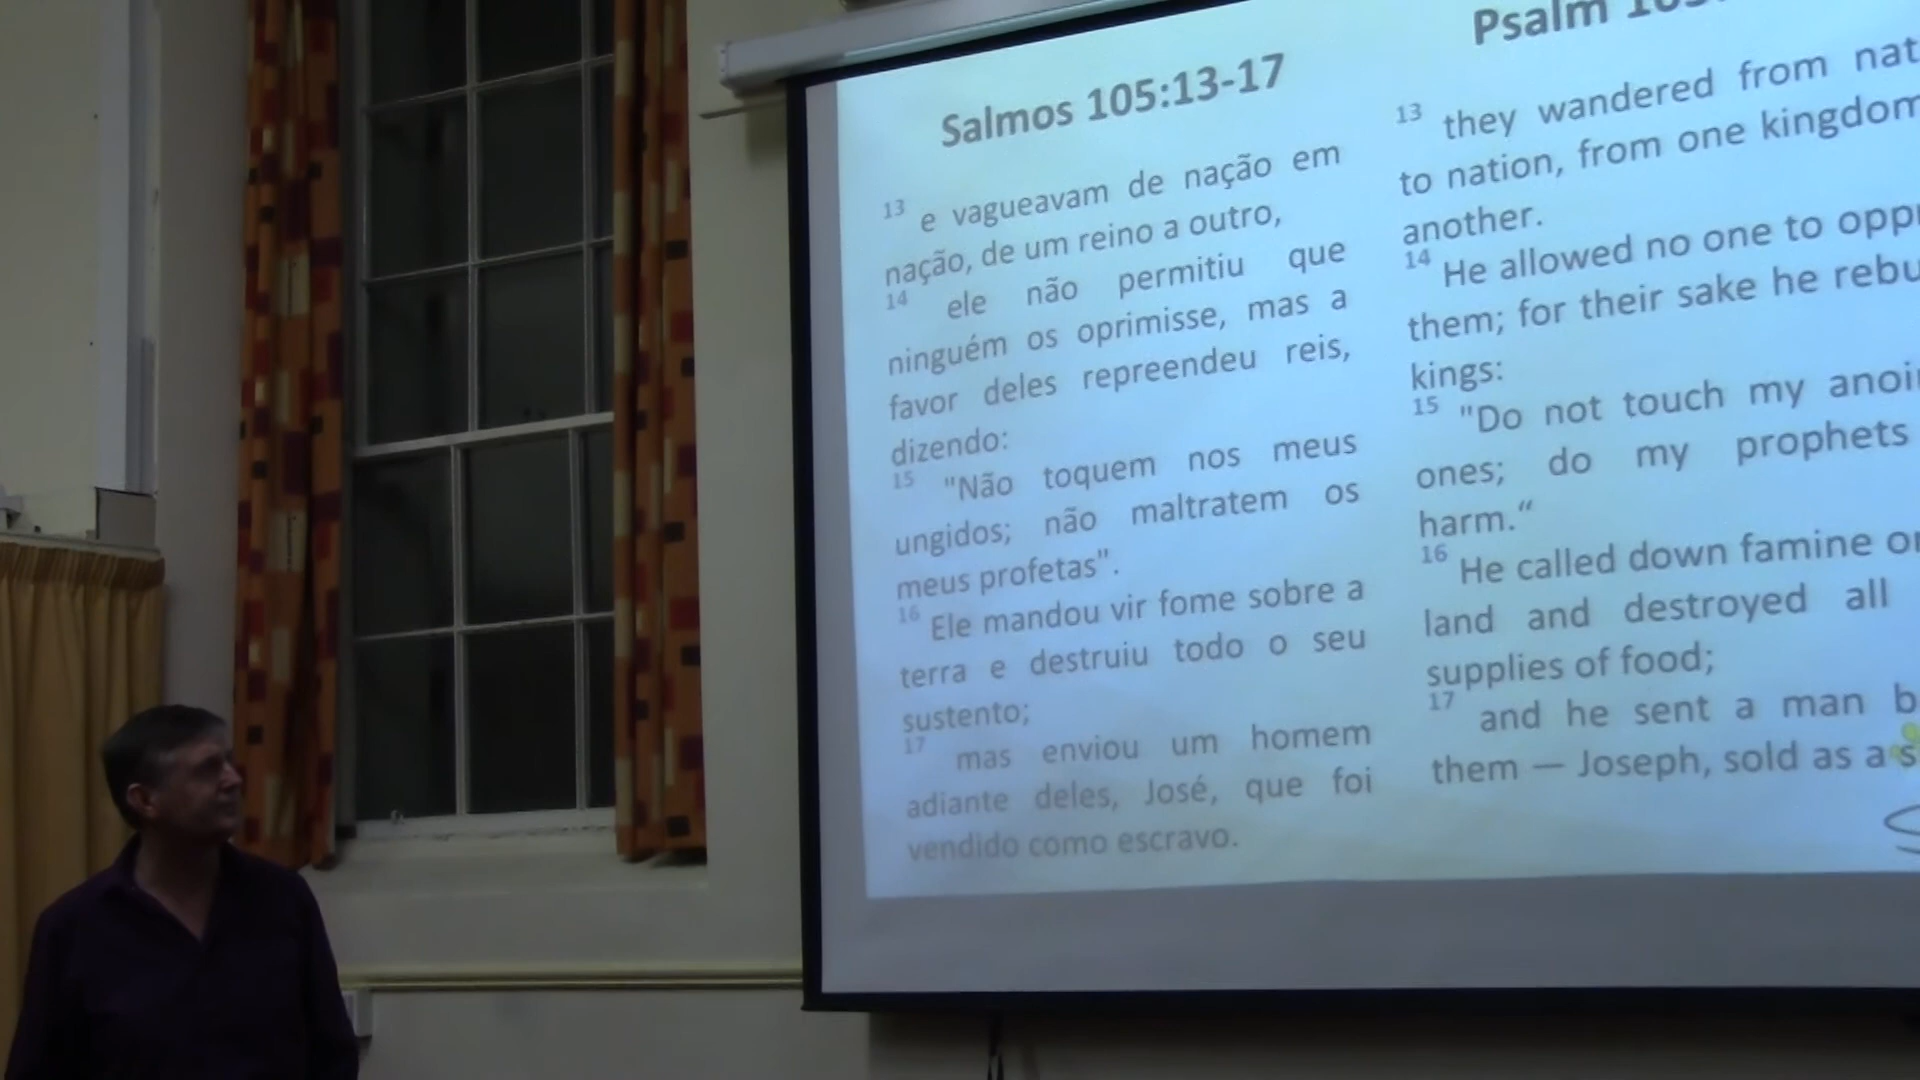 Salmos 105:13-17
13 e vagueavam de nação em
nação, de um reino a outro,
14 ele não permitiu que
ninguém os oprimisse, mas a
favor deles repreendeu reis,
dizendo:
15 "Não toquem nos meus
ungidos; não maltratem os
meus profetas".
16 Ele mandou vir fome sobre a
terra e destruiu todo o seu
sustento;
17 mas enviou um homem
adiante deles, José, que foi
vendido como escravo.
Psalm
13 they wandered from
to nation, from one kingdom
another.
14 He allowed no one to
them; for their sake he
kings:
15 "Do not touch my
ones; do my prophets
harm.“
16 He called down famine
land and destroyed all
supplies of food;
17 and he sent a man
them — Joseph, sold as a